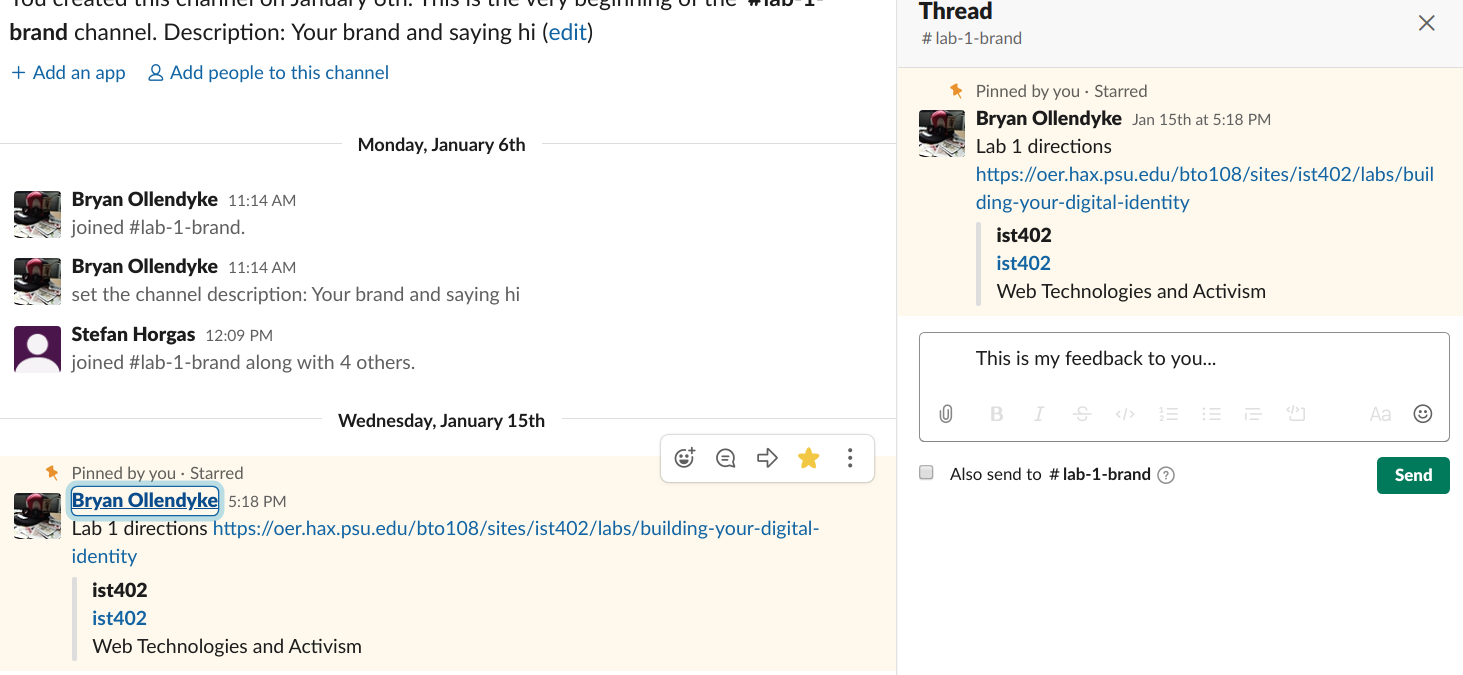 You created this channel on January 6th. This is the very beginning of the #lab-1-
brand channel. Description: Your brand and saying hi (edit)
+ Add an app Add people to this channel
Monday, January 6th
Bryan Ollendyke 11:14 AM
joined #lab-1-brand.
Bryan Ollendyke 11:14 AM
set the channel description: Your brand and saying hi
Stefan Horgas 12:09 PM
joined #lab-1-brand along with 4 others.
Wednesday, January 15th
Pinned by you · Starred
Bryan Ollendyke 5:18 PM
Lab 1 directions https://oer.hax.psu.edu/bto108/sites/ist402/labs/building-your-digital-
identity
ist402
ist402
Web Technologies and Activism
Thread
# lab-1-brand
Pinned by you · Starred
Bryan Ollendyke Jan 15th at 5:18 PM
Lab 1 directions
https://oer.hax.psu.edu/bto108/sites/ist402/labs/buil
ding-your-digital-identity
ist402
ist402
Web Technologies and Activism
This is my feedback to you...
B I S </> Aa
Also send to # lab-1-brand ?
Send